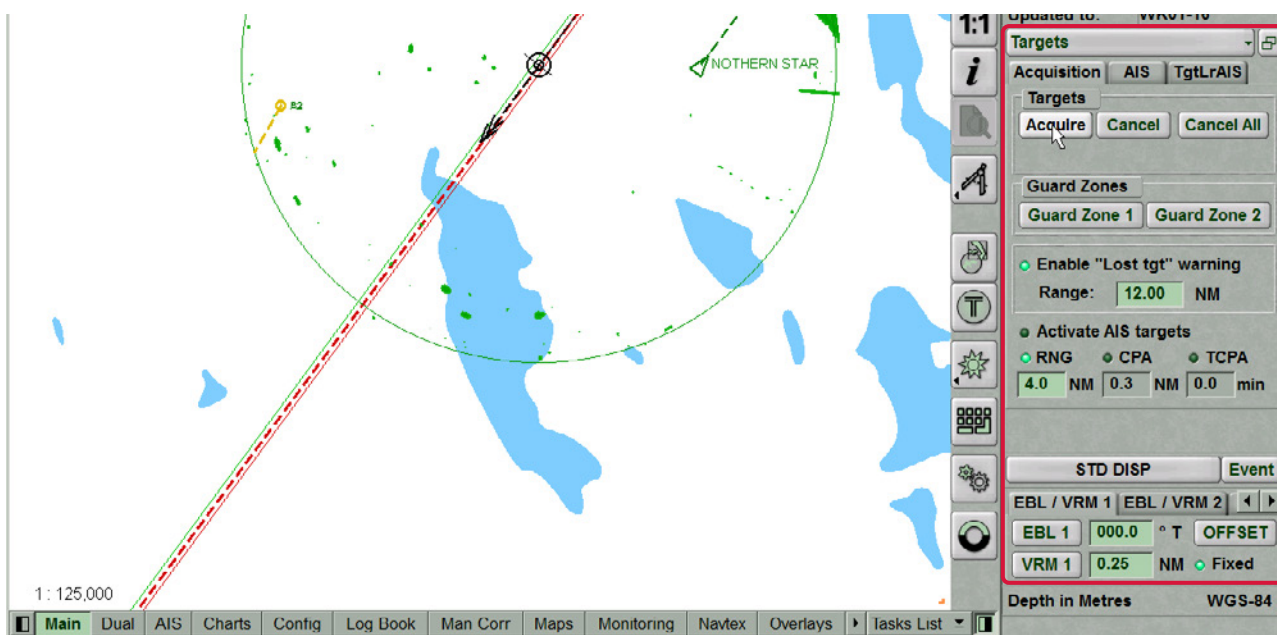 Updated to: WK01-10
1:1
Targets
NOTHERN STAR
i
Acquisition AIS TgtLrAIS
Targets
82
Acquire Cancel Cancel All
Guard Zones
Guard Zone 1 Guard Zone 2
Enable "Lost tgt" warning
Range: 12.00 NM
T
Activate AIS targets
RNG CPA TCPA
4.0 NM 0.3 NM 0.0 min
STD DISP Event
EBL / VRM 1 EBL / VRM 2
EBL 1 000.0 ° T OFFSET
VRM 1 0.25 NM Fixed
1: 125,000
Depth in Metres WGS-84
Main Dual AIS Charts Config Log Book Man Corr Maps Monitoring Navtex Overlays Tasks List